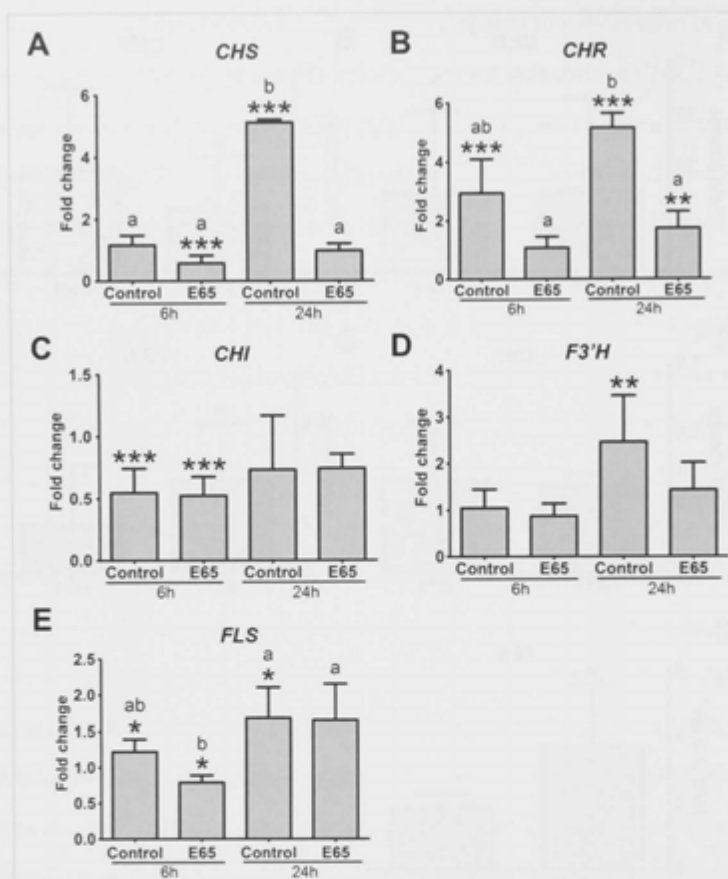 A
CHS
b
***
a
a
***
a
Fold change
6
4
2
0
Control E65 Control E65
6h 24h
B
CHR
b
***
ab
***
a
**
a
Fold change
6
4
2
0
Control E65 Control E65
6h 24h
C
CHI
*** ***
Fold change
1.5
1.0
0.5
0.0
Control E65 Control E65
6h 24h
D
F3'H
**
Fold change
4
3
2
1
0
Control E65 Control E65
6h 24h
E
FLS
a a
*
ab
*
b
*
Fold change
2.5
2.0
1.5
1.0
0.5
0.0
Control E65 Control E65
6h 24h